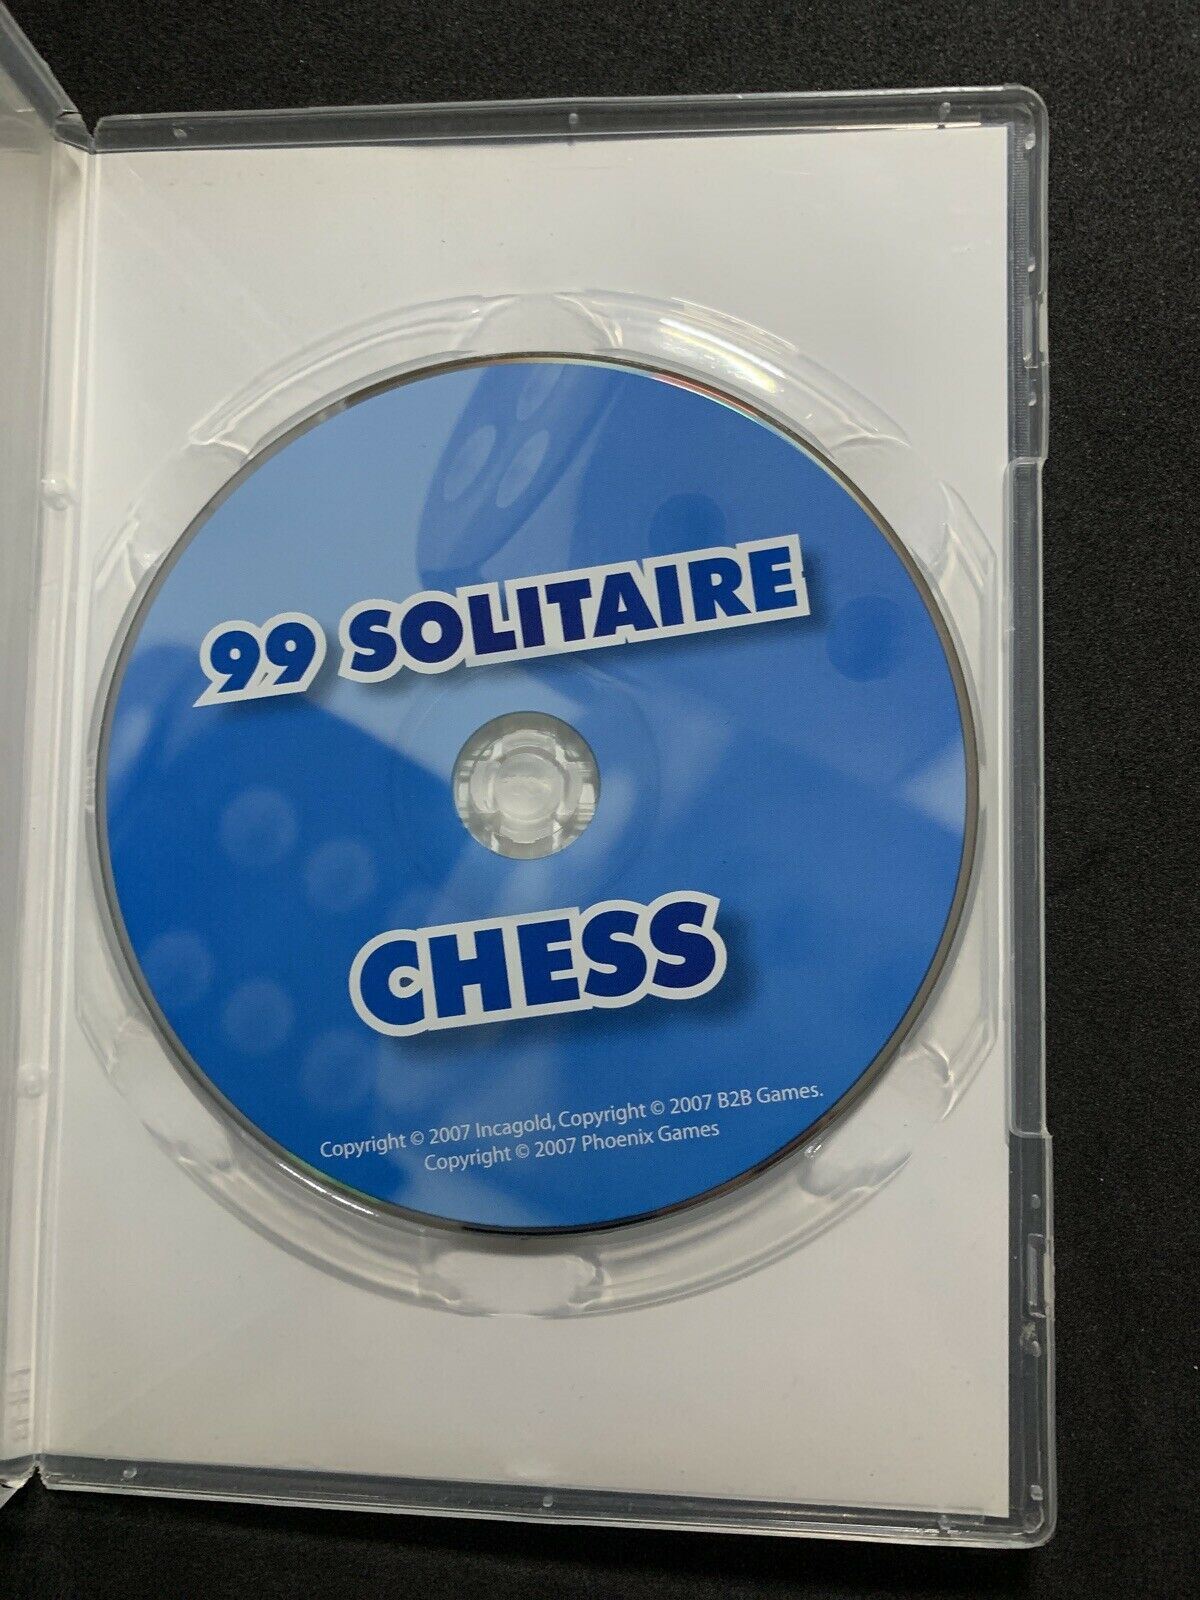 99 SOLITAIRE
CHESS
Copyright © 2007 Incagold, Copyright © 2007 B2B Games.
Copyright © 2007 Phoenix Games